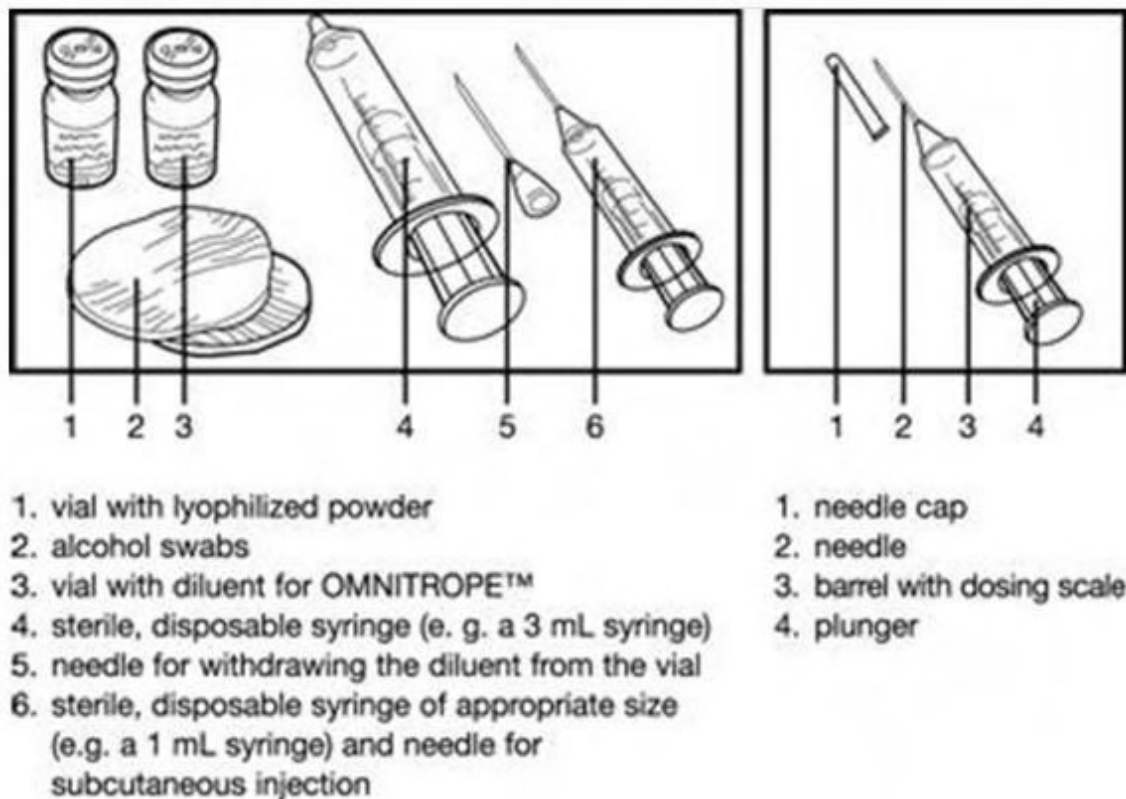 1 2 3 4 5 6
1. vial with lyophilized powder
2. alcohol swabs
3. vial with diluent for OMNITROPE™
4. sterile, disposable syringe (e. g. a 3 mL syringe)
5. needle for withdrawing the diluent from the vial
6. sterile, disposable syringe of appropriate size
(e.g. a 1 mL syringe) and needle for
subcutaneous injection
1 2 3 4
1. needle cap
2. needle
3. barrel with dosing scale
4. plunger